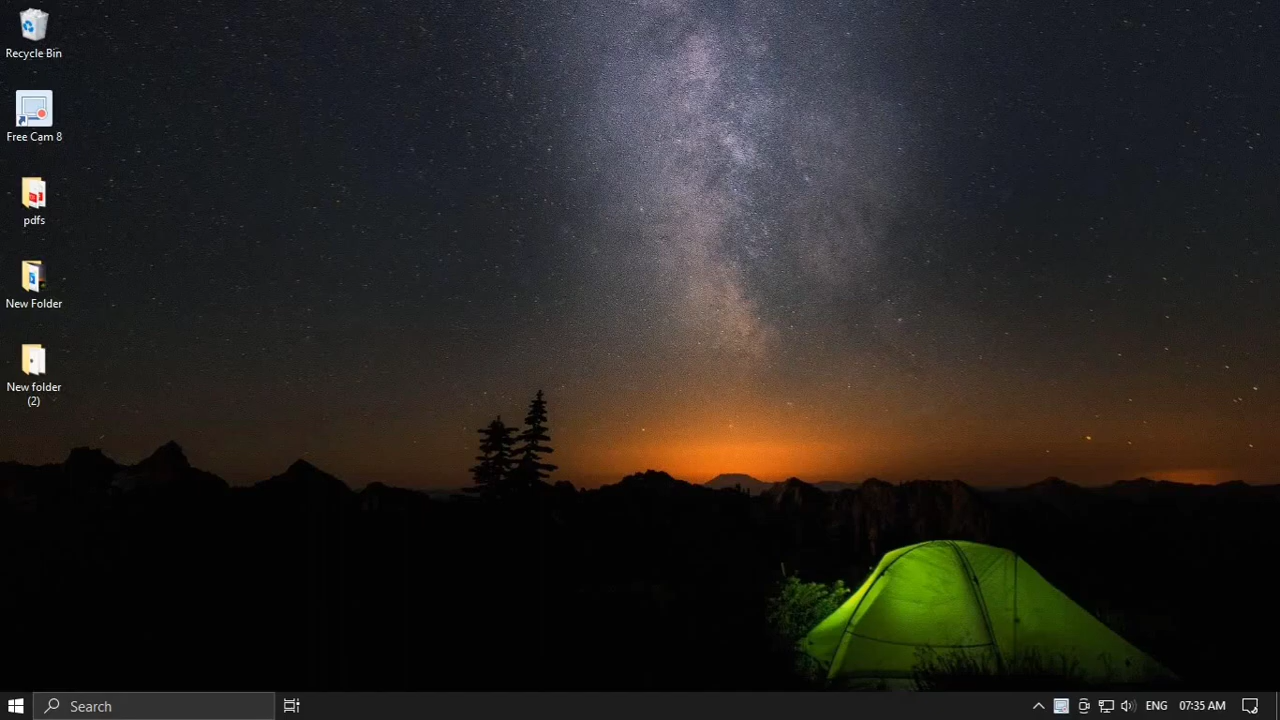 Recycle Bin
Free Cam 8
pdfs
New Folder
New folder
(2)
Search
ENG
07:35 AM